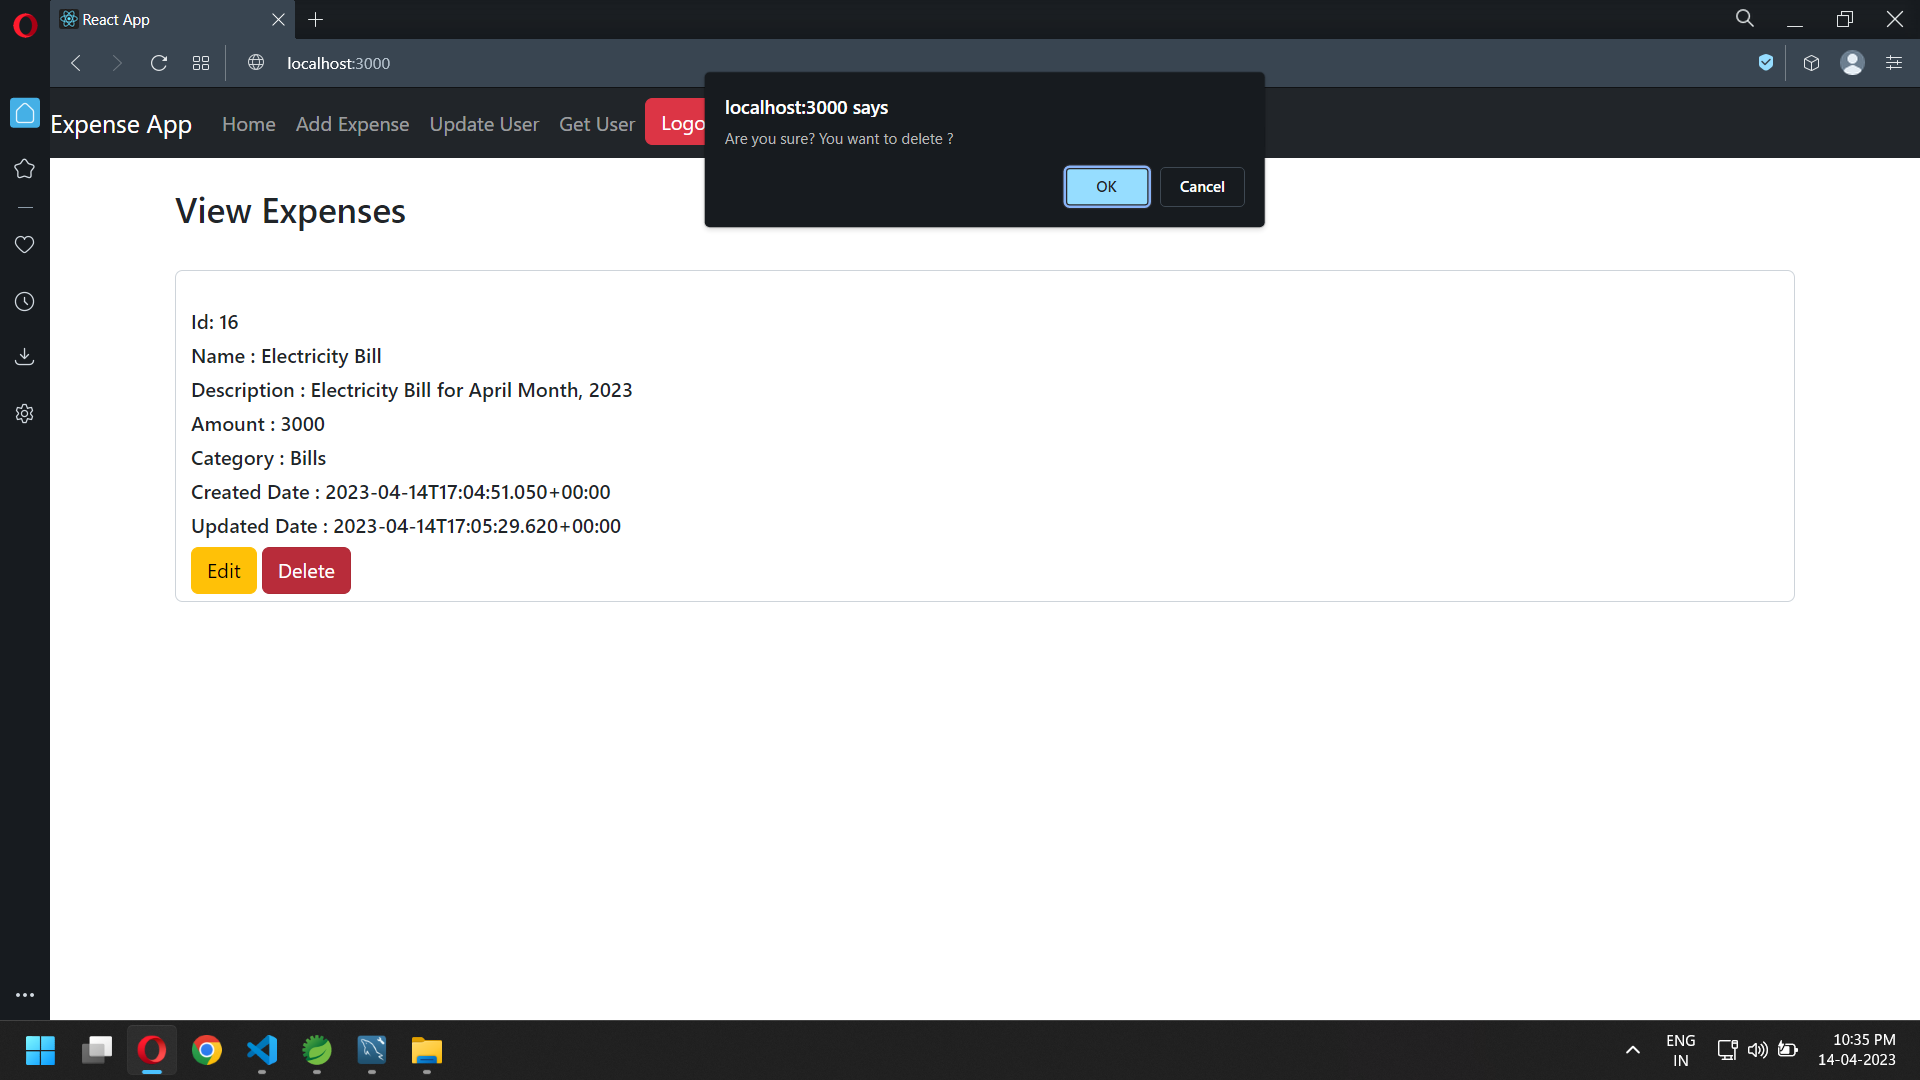 React App
localhost:3000
Expense App Home Add Expense Update User Get User Logo
localhost:3000 says
Are you sure? You want to delete ?
OK Cancel
View Expenses
Id: 16
Name : Electricity Bill
Description : Electricity Bill for April Month, 2023
Amount : 3000
Category : Bills
Created Date : 2023-04-14T17:04:51.050+00:00
Updated Date : 2023-04-14T17:05:29.620+00:00
Edit Delete
ENG
IN
10:35 PM
14-04-2023